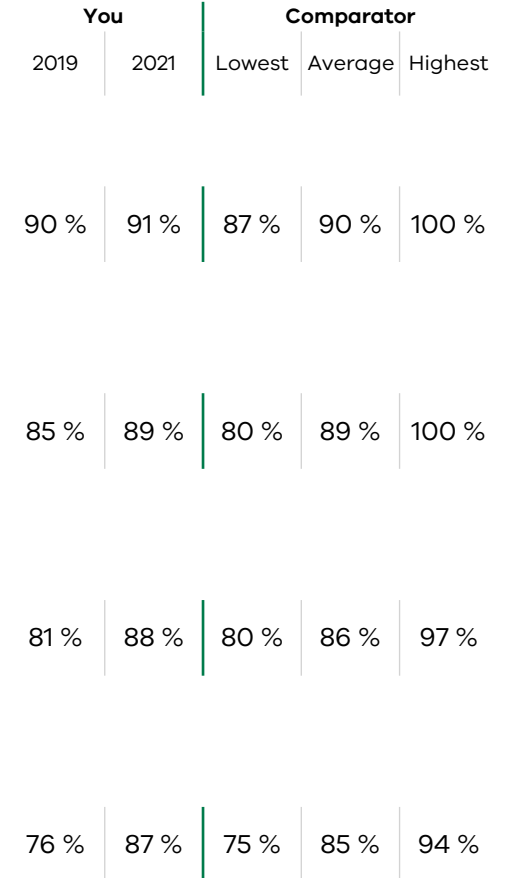 You Comparator
2019 2021 Lowest Average Highest
90 % 91 % 87 % 90 % 100 %
85 % 89 % 80 % 89 % 100 %
81 % 88 % 80 % 86 % 97 %
76 % 87 % 75 % 85 % 94 %